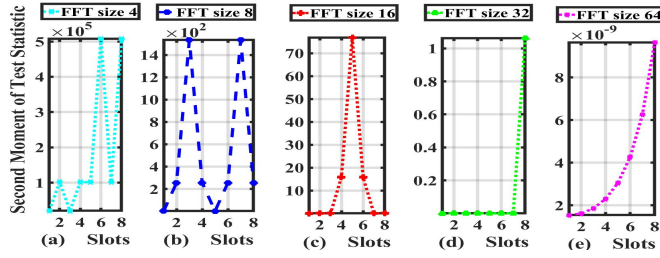 FFT size 4 FFT size 8 FFT size 16 FFT size 32 FFT size 64
Second Moment of Test Statistic
×10⁵
5
4
3
2
1
2 4 6 8
(a) Slots
×10²
14
12
10
8
6
4
2
0
2 4 6 8
(b) Slots
70
60
50
40
30
20
10
0
2 4 6 8
(c) Slots
1
0.8
0.6
0.4
0.2
2 4 6 8
(d) Slots
×10⁻⁹
8
6
4
2
2 4 6 8
(e) Slots